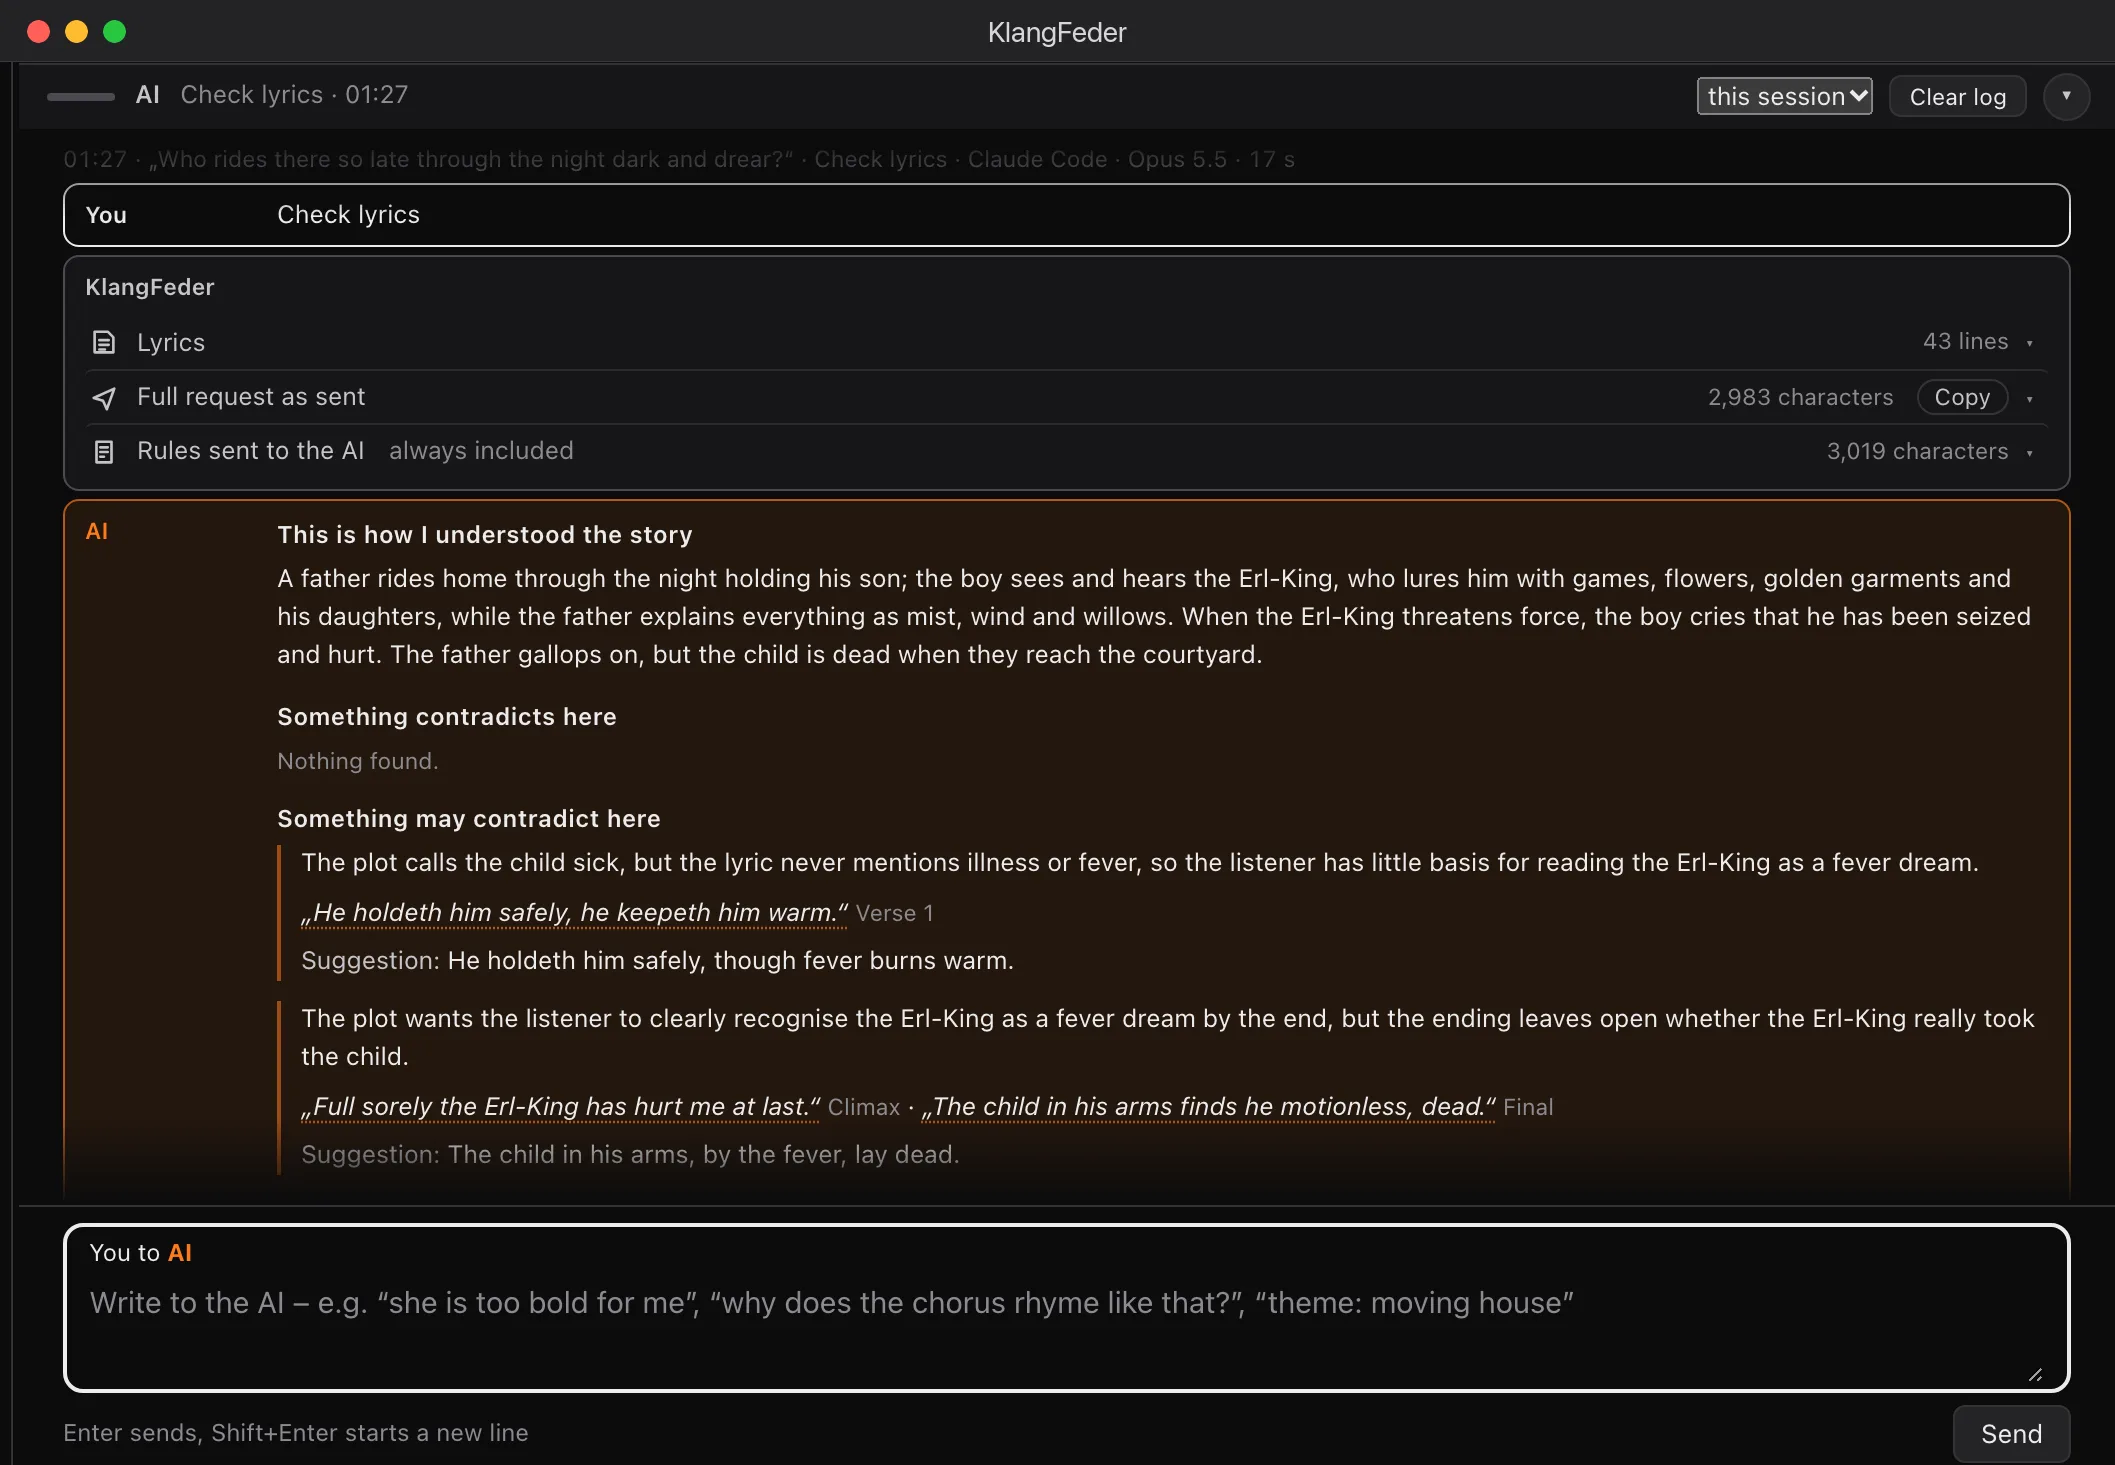 KlangFeder
AI Check lyrics · 01:27 this session Clear log
01:27 · „Who rides there so late through the night dark and drear?“ · Check lyrics · Claude Code · Opus 5.5 · 17 s
You Check lyrics
KlangFeder
Lyrics 43 lines
Full request as sent 2,983 characters Copy
Rules sent to the AI always included 3,019 characters
AI
This is how I understood the story
A father rides home through the night holding his son; the boy sees and hears the Erl-King, who lures him with games, flowers, golden garments and
his daughters, while the father explains everything as mist, wind and willows. When the Erl-King threatens force, the boy cries that he has been seized
and hurt. The father gallops on, but the child is dead when they reach the courtyard.
Something contradicts here
Nothing found.
Something may contradict here
The plot calls the child sick, but the lyric never mentions illness or fever, so the listener has little basis for reading the Erl-King as a fever dream.
„He holdeth him safely, he keepeth him warm.“ Verse 1
Suggestion: He holdeth him safely, though fever burns warm.
The plot wants the listener to clearly recognise the Erl-King as a fever dream by the end, but the ending leaves open whether the Erl-King really took
the child.
„Full sorely the Erl-King has hurt me at last.“ Climax · „The child in his arms finds he motionless, dead.“ Final
Suggestion: The child in his arms, by the fever, lay dead.
You to AI
Write to the AI – e.g. “she is too bold for me”, “why does the chorus rhyme like that?”, “theme: moving house”
Enter sends, Shift+Enter starts a new line Send